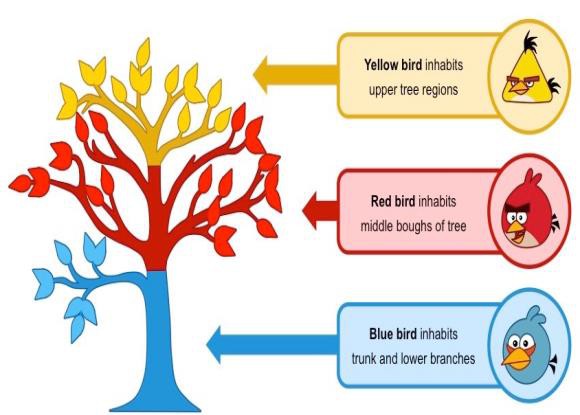 Yellow bird inhabits
upper tree regions
Red bird inhabits
middle boughs of tree
Blue bird inhabits
trunk and lower branches